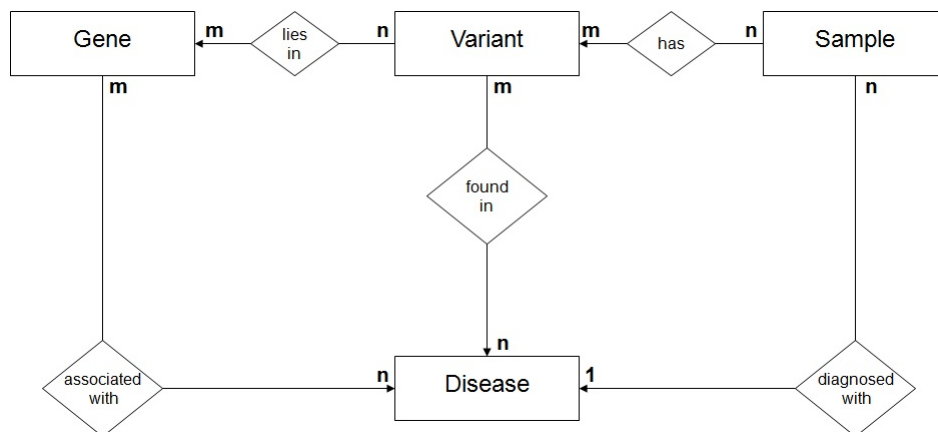 Gene
m
lies
in
n
Variant
m
has
n
Sample
m
m
n
found
in
n
associated
with
n
Disease
1
diagnosed
with